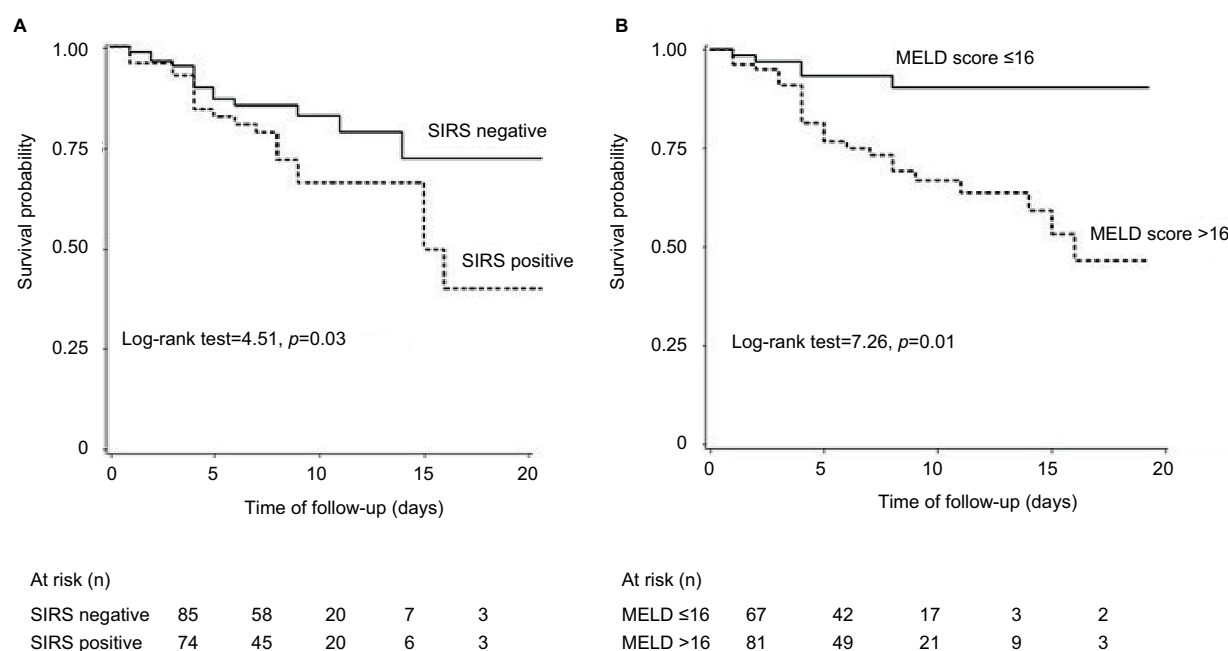 A
1.00
0.75
0.50
0.25
0
Survival probability
SIRS negative
SIRS positive
Log-rank test=4.51, p=0.03
0 5 10 15 20
Time of follow-up (days)
At risk (n)
SIRS negative 85 58 20 7 3
SIRS positive 74 45 20 6 3
B
1.00
0.75
0.50
0.25
0
Survival probability
MELD score ≤16
MELD score >16
Log-rank test=7.26, p=0.01
0 5 10 15 20
Time of follow-up (days)
At risk (n)
MELD ≤16 67 42 17 3 2
MELD >16 81 49 21 9 3